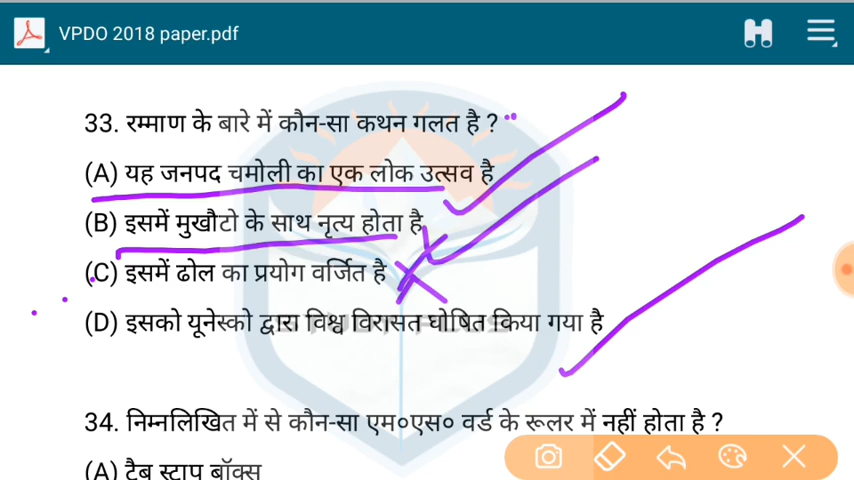 VPDO 2018 paper.pdf
33. रम्माण के बारे में कौन-सा कथन गलत है ?
(A) यह जनपद चमोली का एक लोक उत्सव है
(B) इसमें मुखौटो के साथ नृत्य होता है
(C) इसमें ढोल का प्रयोग वर्जित है
(D) इसको यूनेस्को द्वारा विश्व विरासत घोषित किया गया है
34. निम्नलिखित में से कौन-सा एम०एस० वर्ड के रूलर में नहीं होता है ?
(A) टैब स्टाप बॉक्स